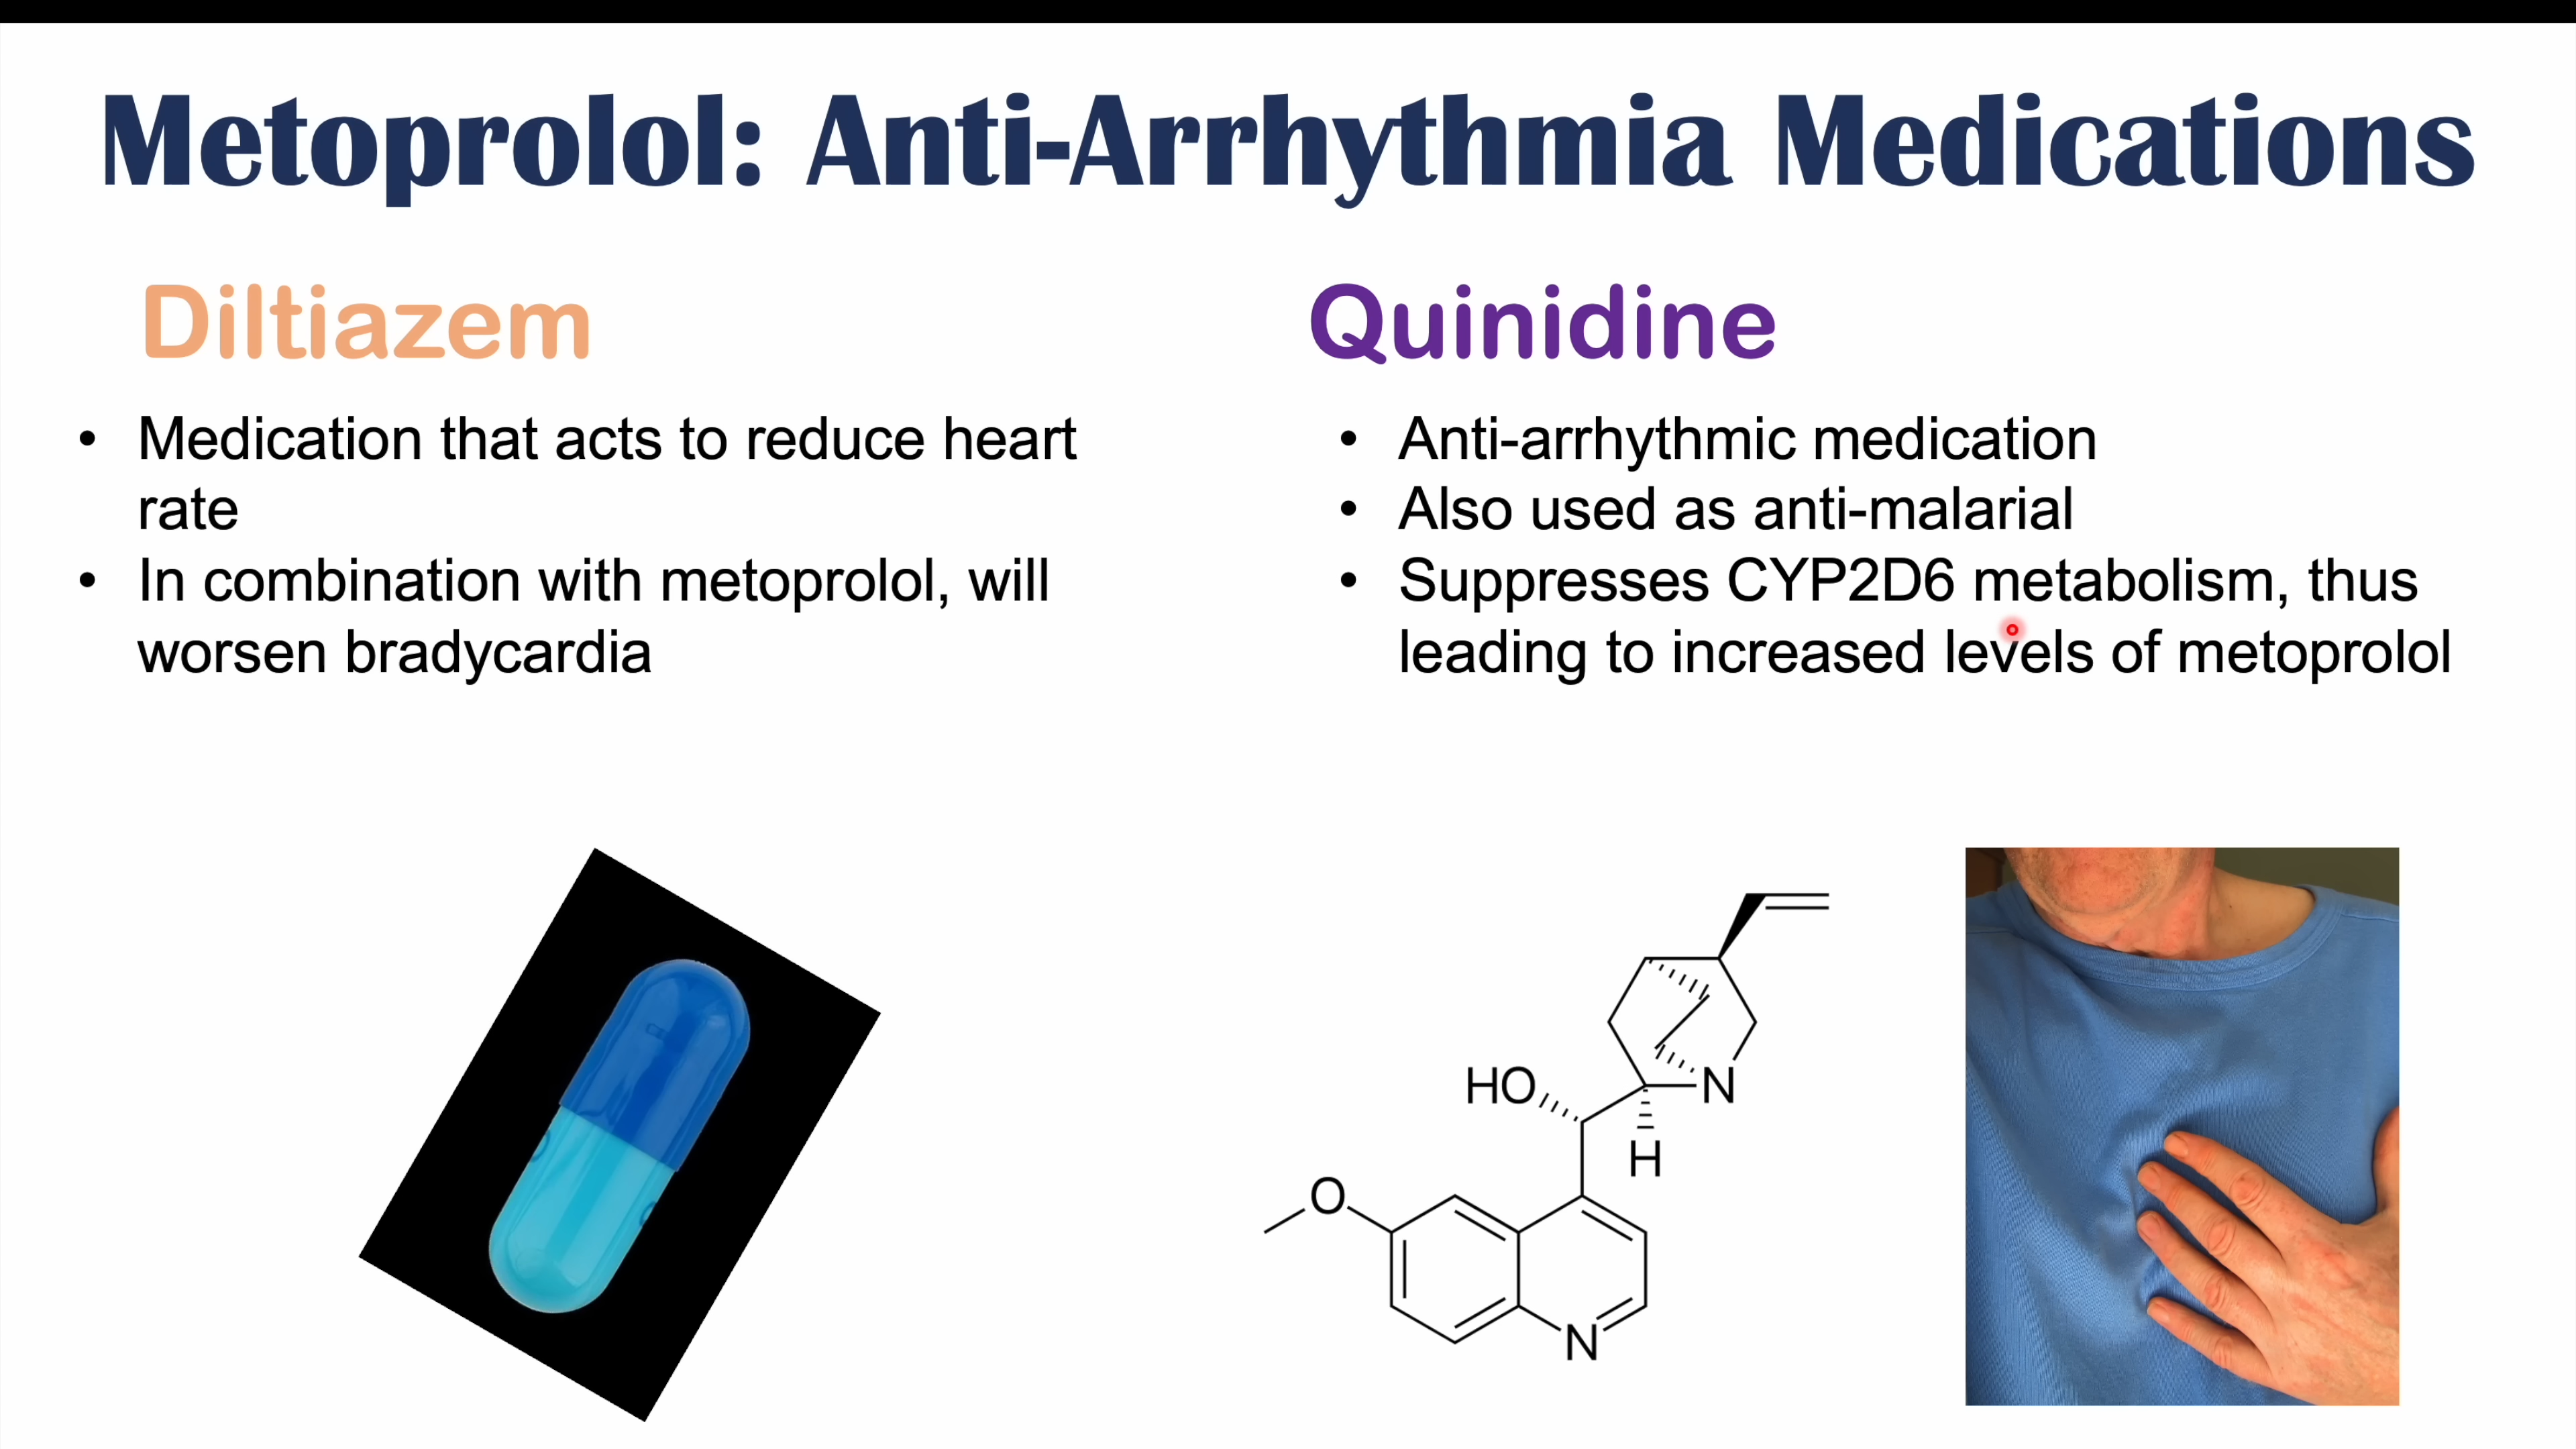 Metoprolol: Anti-Arrhythmia Medications
Diltiazem
• Medication that acts to reduce heart
rate
• In combination with metoprolol, will
worsen bradycardia
Quinidine
• Anti-arrhythmic medication
• Also used as anti-malarial
• Suppresses CYP2D6 metabolism, thus
leading to increased levels of metoprolol
HO
N
H
O
N